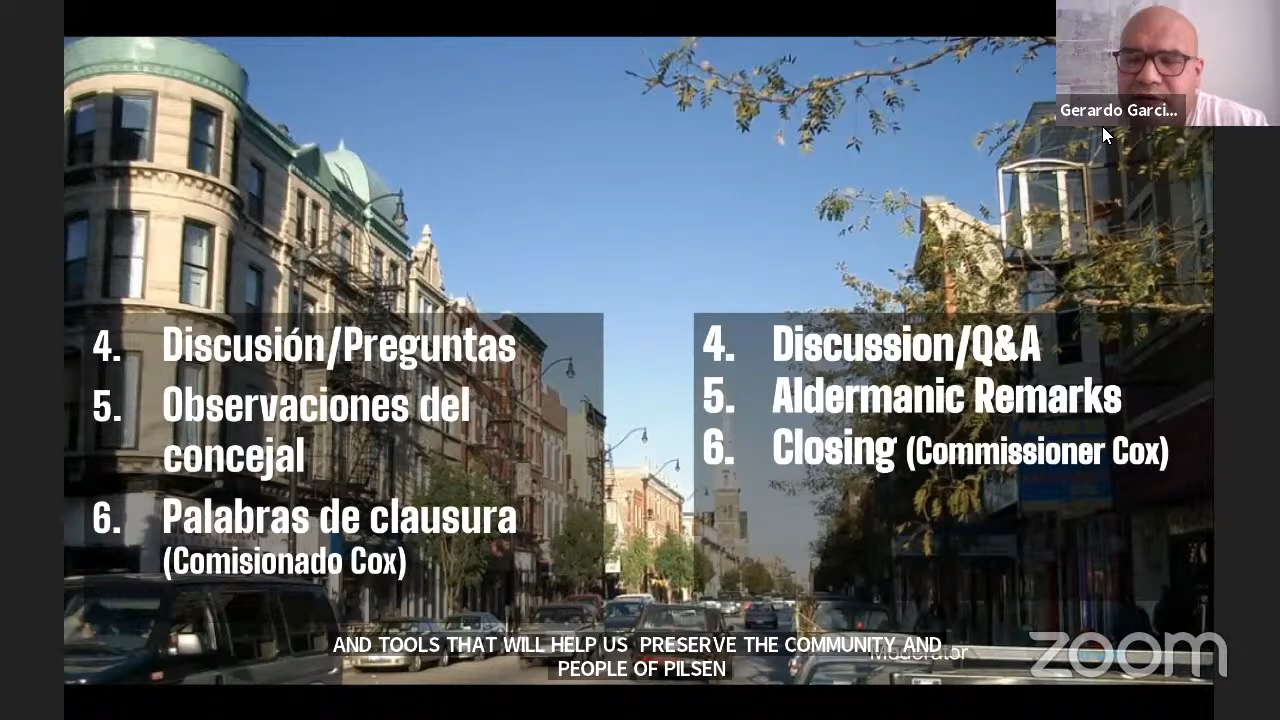 Gerardo Garci...
4. Discusión/Preguntas
5. Observaciones del
concejal
6. Palabras de clausura
(Comisionado Cox)
4. Discussion/Q&A
5. Aldermanic Remarks
6. Closing (Commissioner Cox)
AND TOOLS THAT WILL HELP US PRESERVE THE COMMUNITY AND
PEOPLE OF PILSEN
Moderator
zoom